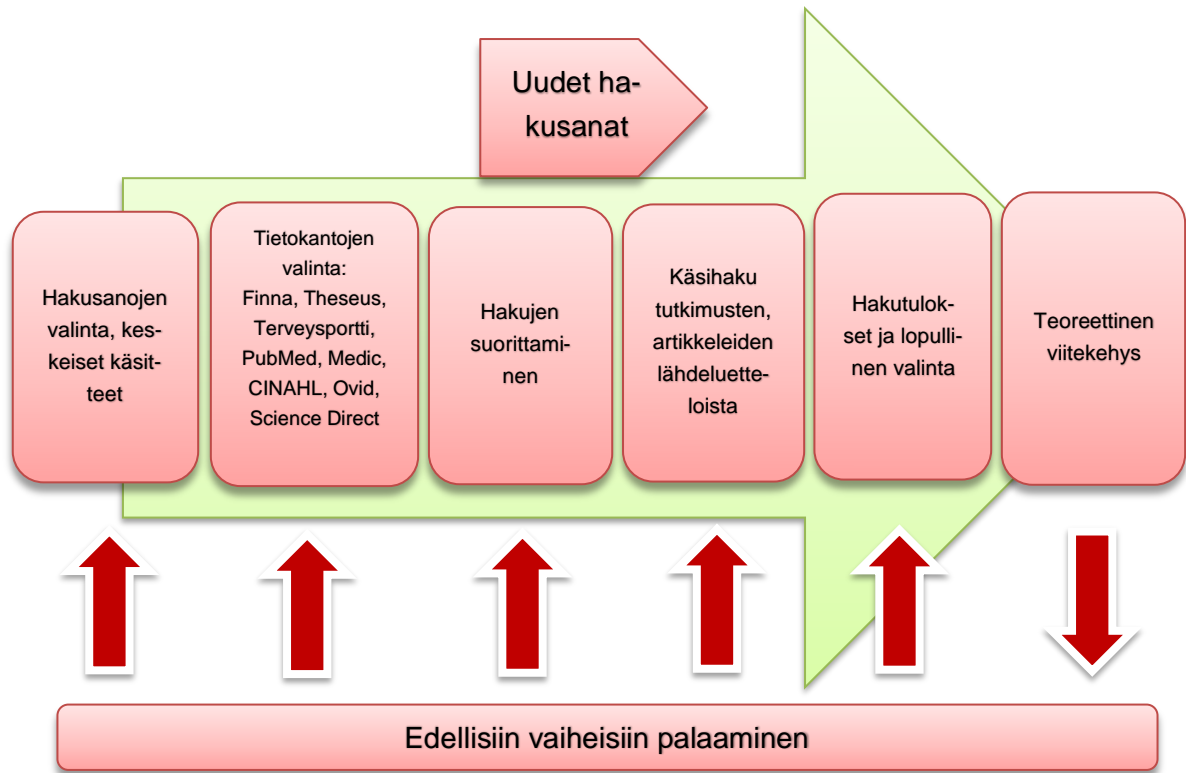 Uudet ha-
kusanat
Hakusanojen
valinta, kes-
keiset käsit-
teet
Tietokantojen
valinta:
Finna, Theseus,
Terveysportti,
PubMed, Medic,
CINAHL, Ovid,
Science Direct
Hakujen
suorittami-
nen
Käsihaku
tutkimusten,
artikkeleiden
lähdeluette-
loista
Hakutulok-
set ja lopulli-
nen valinta
Teoreettinen
viitekehys
Edellisiin vaiheisiin palaaminen